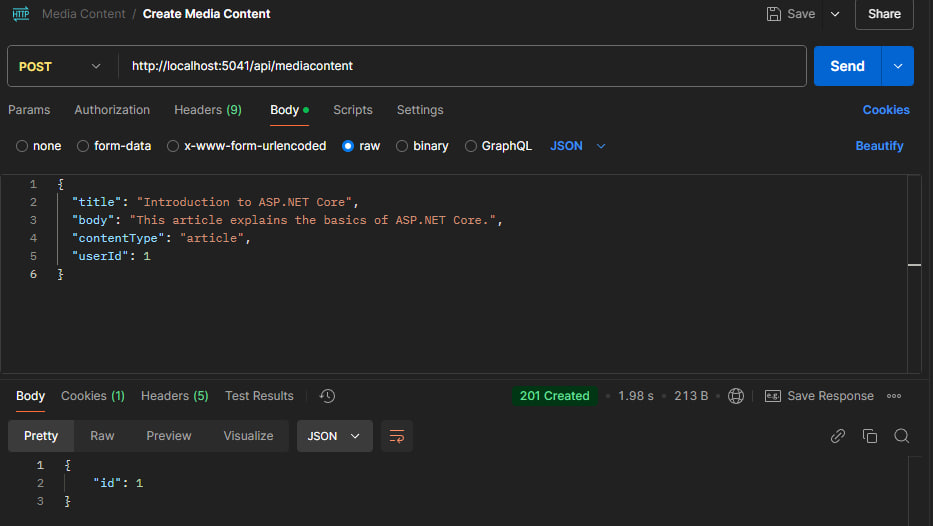 HTTP Media Content / Create Media Content Save Share
POST http://localhost:5041/api/mediacontent Send
Params Authorization Headers (9) Body Scripts Settings Cookies
none form-data x-www-form-urlencoded raw binary GraphQL JSON Beautify
1 {
2 "title": "Introduction to ASP.NET Core",
3 "body": "This article explains the basics of ASP.NET Core.",
4 "contentType": "article",
5 "userId": 1
6 }
Body Cookies (1) Headers (5) Test Results 201 Created • 1.98 s • 213 B • e.g. Save Response
Pretty Raw Preview Visualize JSON
1 {
2 "id": 1
3 }